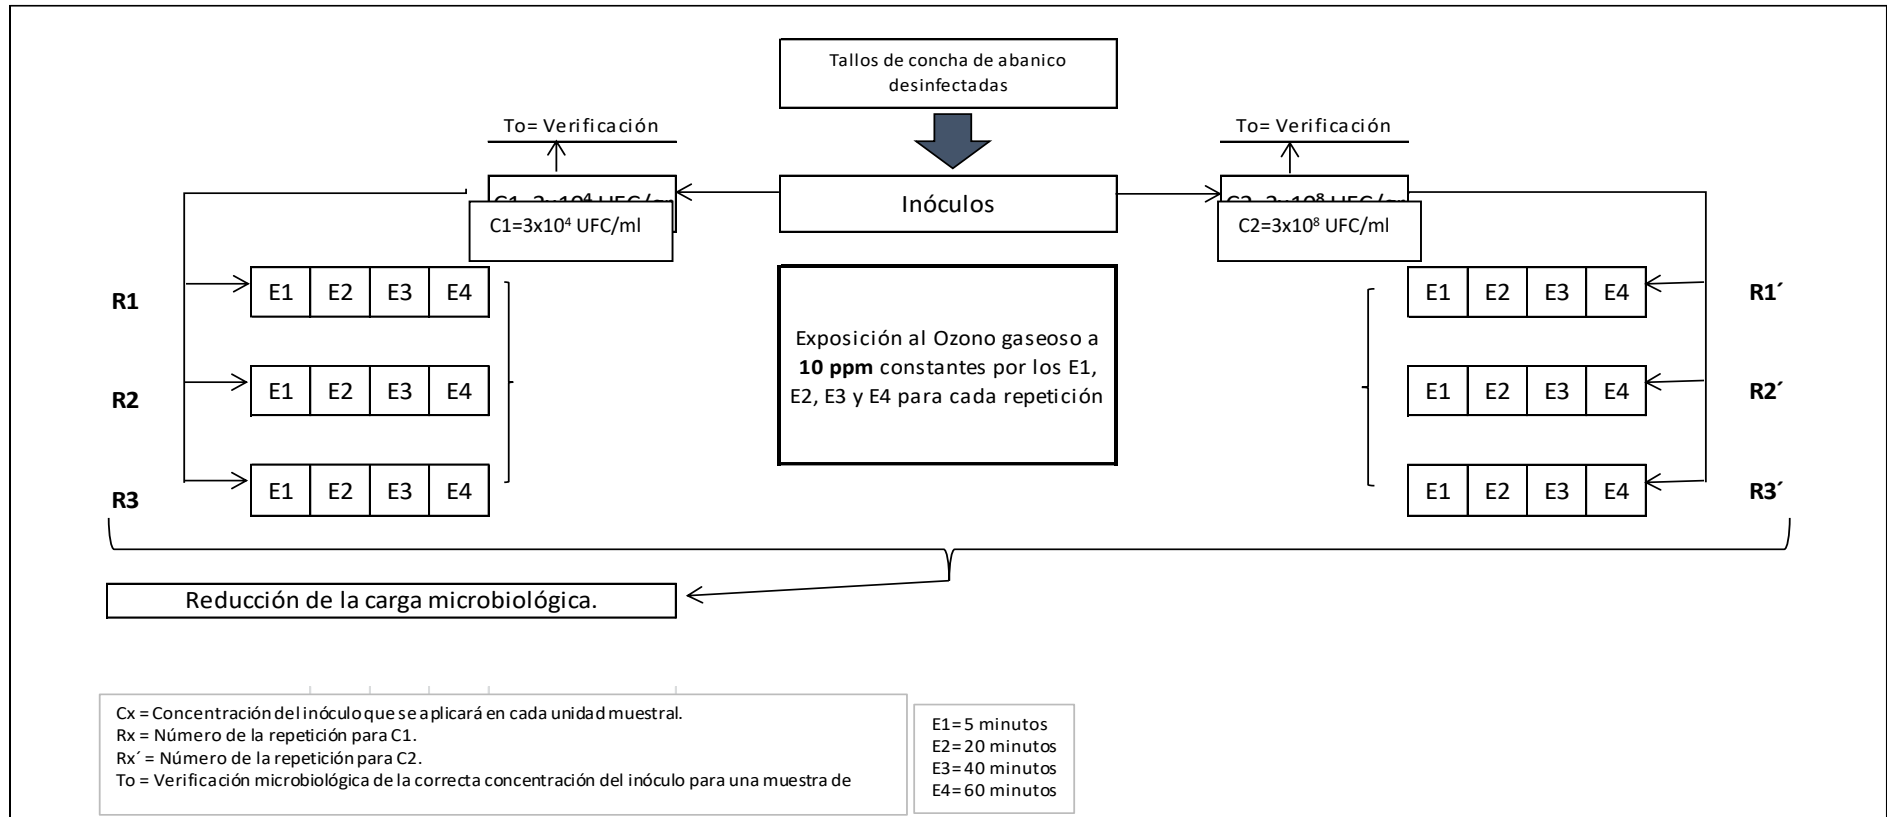 Tallos de concha de abanico
desinfectadas
To= Verificación
To= Verificación
C1=3x10⁴ UFC/ml
Inóculos
C2=3x10⁸ UFC/ml
R1
E1 E2 E3 E4
E1 E2 E3 E4
R1´
Exposición al Ozono gaseoso a
10 ppm constantes por los E1,
E2, E3 y E4 para cada repetición
R2
E1 E2 E3 E4
E1 E2 E3 E4
R2´
R3
E1 E2 E3 E4
E1 E2 E3 E4
R3´
Reducción de la carga microbiológica.
Cx = Concentración del inóculo que se aplicará en cada unidad muestral.
Rx = Número de la repetición para C1.
Rx´ = Número de la repetición para C2.
To = Verificación microbiológica de la correcta concentración del inóculo para una muestra de
E1=5 minutos
E2=20 minutos
E3=40 minutos
E4=60 minutos